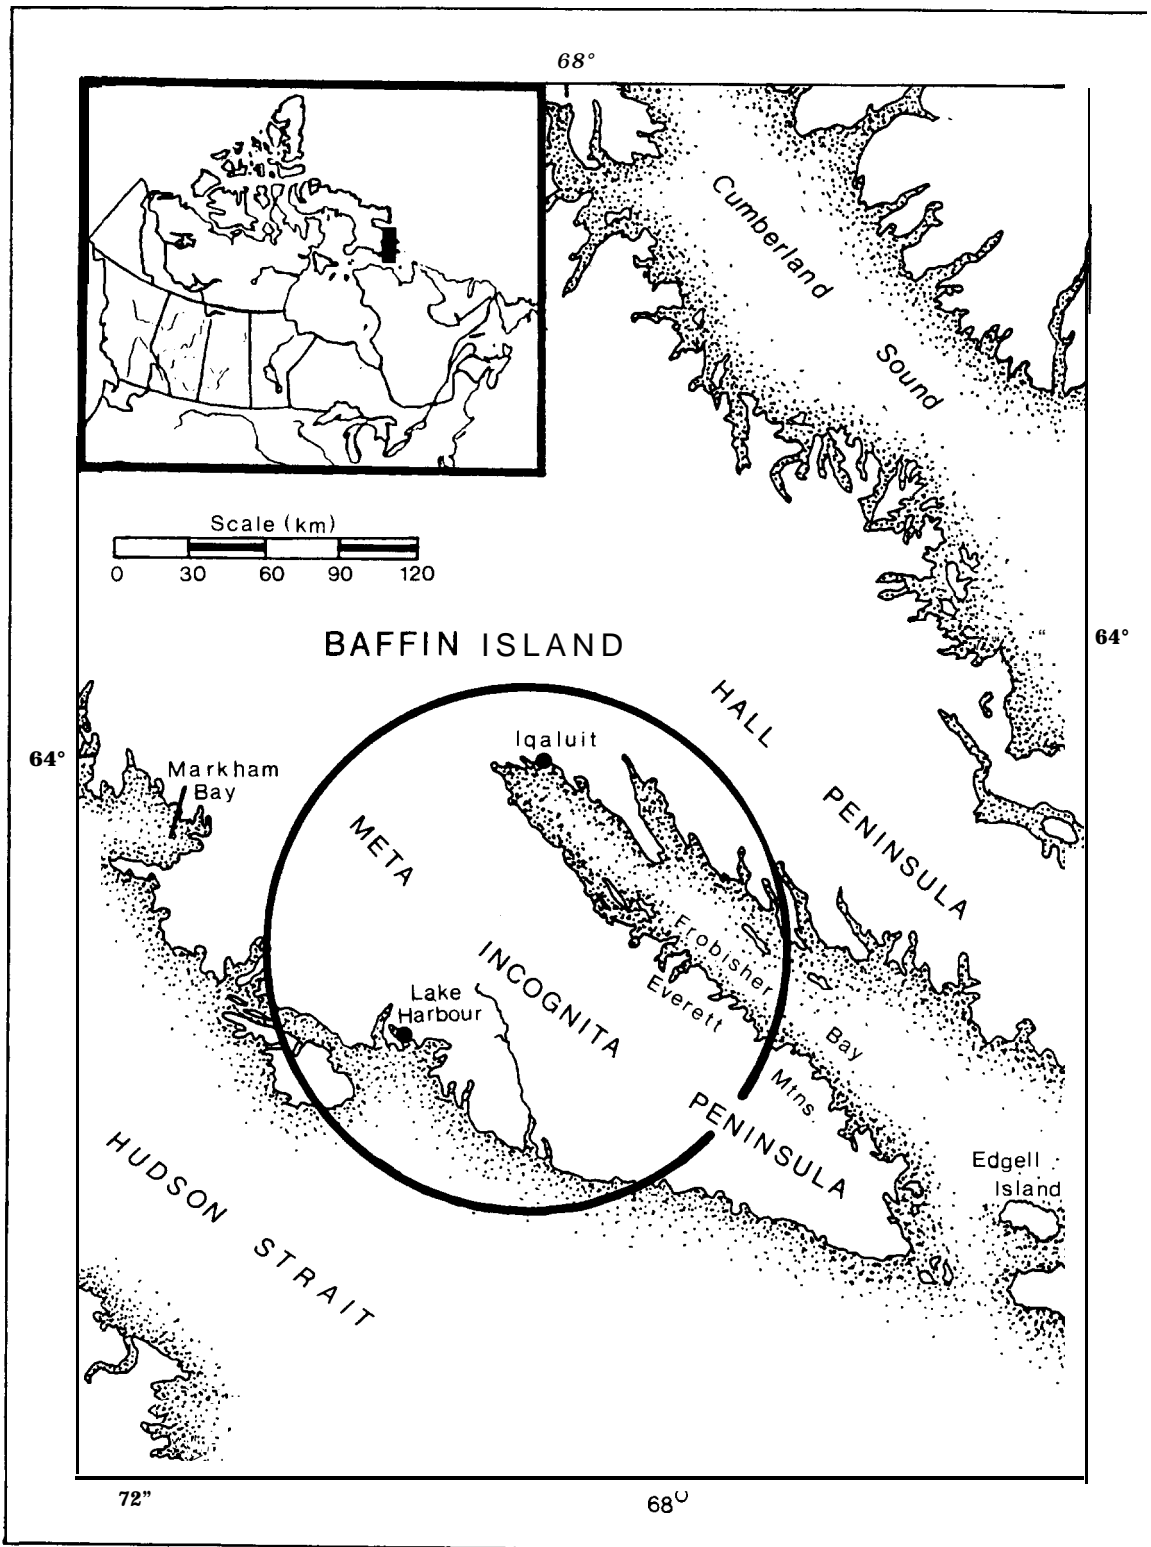 68°
Cumberland
Sound
Scale (km)
0 30 60 90 120
BAFFIN ISLAND
64°
HALL
PENINSULA
64°
Iqaluit
Markham
Bay
META
INCOGNITA
PENINSULA
Frobisher
Bay
Everett
Mtns
Lake
Harbour
HUDSON
STRAIT
Edgell
Island
72"
68°